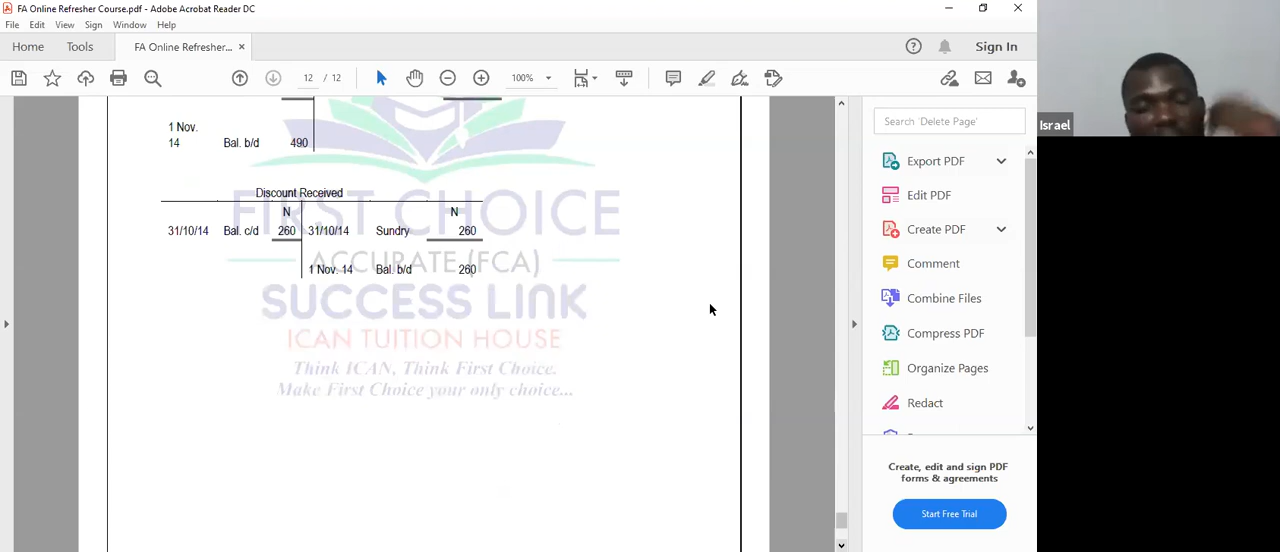 FA Online Refresher Course.pdf - Adobe Acrobat Reader DC
File Edit View Sign Window Help
Home Tools FA Online Refresher... × Sign In
12 / 12 100%
1 Nov.
14 Bal. b/d 490
Discount Received
N N
31/10/14 Bal. c/d 260 31/10/14 Sundry 260
1 Nov. 14 Bal. b/d 260
FIRST CHOICE
ACCURATE (FCA)
SUCCESS LINK
ICAN TUITION HOUSE
Think ICAN, Think First Choice.
Make First Choice your only choice...
Search 'Delete Page'
Export PDF
Edit PDF
Create PDF
Comment
Combine Files
Compress PDF
Organize Pages
Redact
Create, edit and sign PDF
forms & agreements
Start Free Trial
Israel